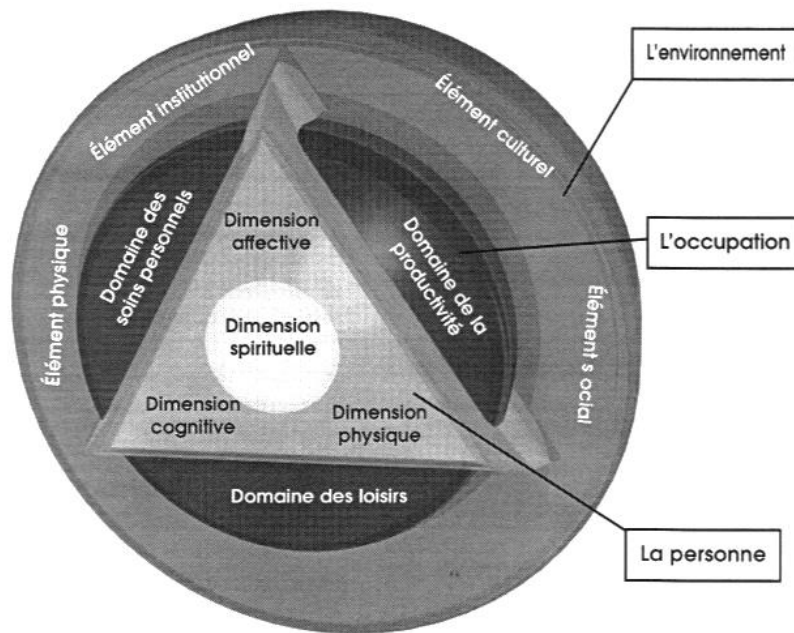 Élément institutionnel
Élément culturel
L'environnement
Élément physique
Domaine des
soins personnels
Dimension
affective
Domaine de la
productivité
L'occupation
Dimension
spirituelle
Élément s ocial
Dimension
cognitive
Dimension
physique
Domaine des loisirs
La personne